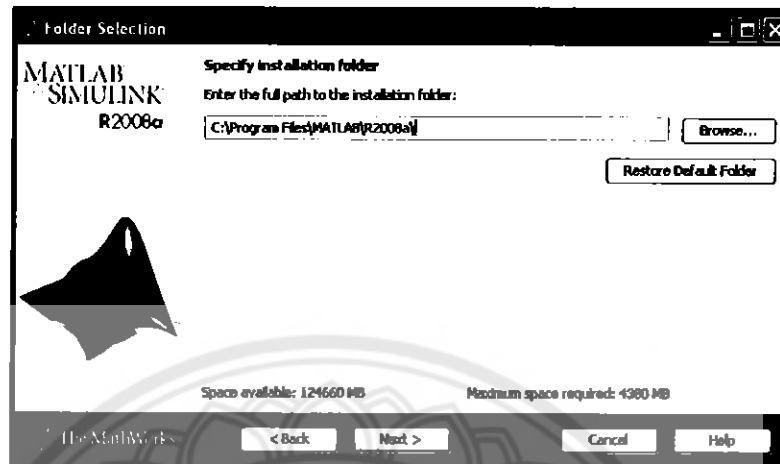 Folder Selection
MATLAB
SIMULINK
R2008a
Specify installation folder
Enter the full path to the installation folder:
C:\Program Files\MATLAB\R2008a\
Browse...
Restore Default Folder
Space available: 124660 MB
Maximum space required: 4380 MB
The MathWorks
< Back
Next >
Cancel
Help